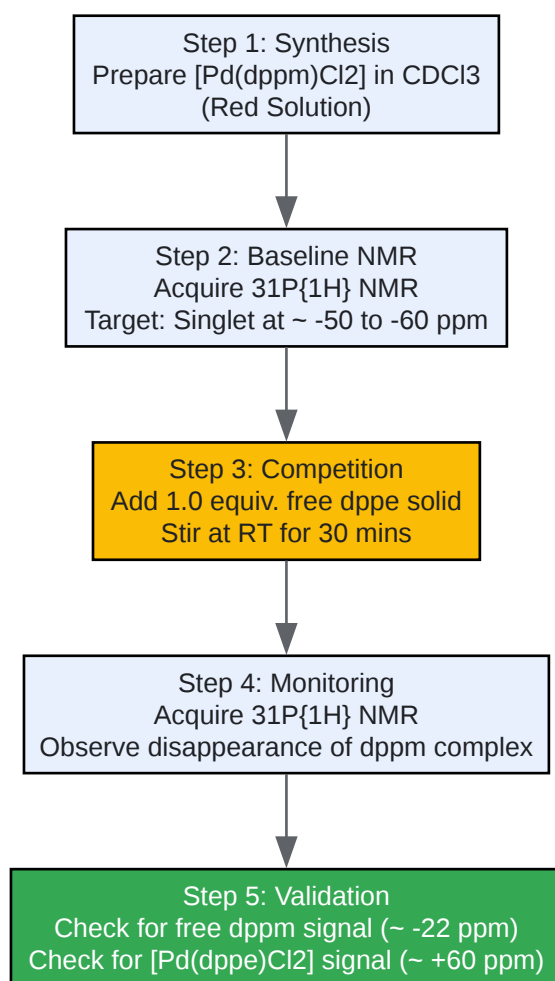 Step 1: Synthesis
Prepare [Pd(dppm)Cl2] in CDCl3
(Red Solution)
Step 2: Baseline NMR
Acquire 31P{1H} NMR
Target: Singlet at ~ -50 to -60 ppm
Step 3: Competition
Add 1.0 equiv. free dppe solid
Stir at RT for 30 mins
Step 4: Monitoring
Acquire 31P{1H} NMR
Observe disappearance of dppm complex
Step 5: Validation
Check for free dppm signal (~ -22 ppm)
Check for [Pd(dppe)Cl2] signal (~ +60 ppm)